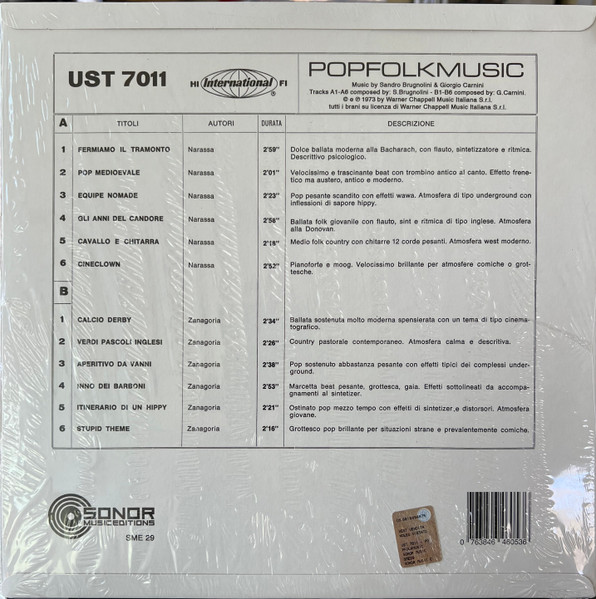 UST 7011
HI International FI
®
POPFOLKMUSIC
Music by Sandro Brugnolini & Giorgio Carnini
Tracks A1-A6 composed by: S.Brugnolini - B1-B6 composed by: G.Carnini.
© e ℗ 1973 by Warner Chappell Music Italiana S.r.l.
tutti i brani su licenza di Warner Chappell Music Italiana S.r.l.
A TITOLI AUTORI DURATA DESCRIZIONE
1 FERMIAMO IL TRAMONTO Narassa 2'59" Dolce ballata moderna alla Bacharach, con flauto, sintetizzatore e ritmica.
Descrittivo psicologico.
2 POP MEDIOEVALE Narassa 2'01" Velocissimo e trascinante beat con trombino antico al canto. Effetto frene-
tico ma austero, antico e moderno.
3 EQUIPE NOMADE Narassa 2'23" Pop pesante scandito con effetti wawa. Atmosfera di tipo underground con
inflessioni di sapore hippy.
4 GLI ANNI DEL CANDORE Narassa 2'58" Ballata folk giovanile con flauto, sint e ritmica di tipo inglese. Atmosfera
alla Donovan.
5 CAVALLO E CHITARRA Narassa 2'18" Medio folk country con chitarre 12 corde pesanti. Atmosfera west moderno.
6 CINECLOWN Narassa 2'52" Pianoforte e moog. Velocissimo brillante per atmosfere comiche o grot-
tesche.
B
1 CALCIO DERBY Zanagoria 2'34" Ballata sostenuta molto moderna spensierata con un tema di tipo cinema-
tografico.
2 VERDI PASCOLI INGLESI Zanagoria 2'26" Country pastorale contemporaneo. Atmosfera calma e descritiva.
3 APERITIVO DA VANNI Zanagoria 2'38" Pop sostenuto abbastanza pesante con effetti tipici dei complessi under-
ground.
4 INNO DEI BARBONI Zanagoria 2'53" Marcetta beat pesante, grottesca, gaia. Effetti sottolineati da accompa-
gnamenti al sintetizer.
5 ITINERARIO DI UN HIPPY Zanagoria 2'21" Ostinato pop mezzo tempo con effetti di sintetizer e distorsori. Atmosfera
giovane.
6 STUPID THEME Zanagoria 2'16" Grottesco pop brillante per situazioni strane e prevalentemente comiche.
SONOR
MUSIC EDITIONS
SME 29
0 763846 460536